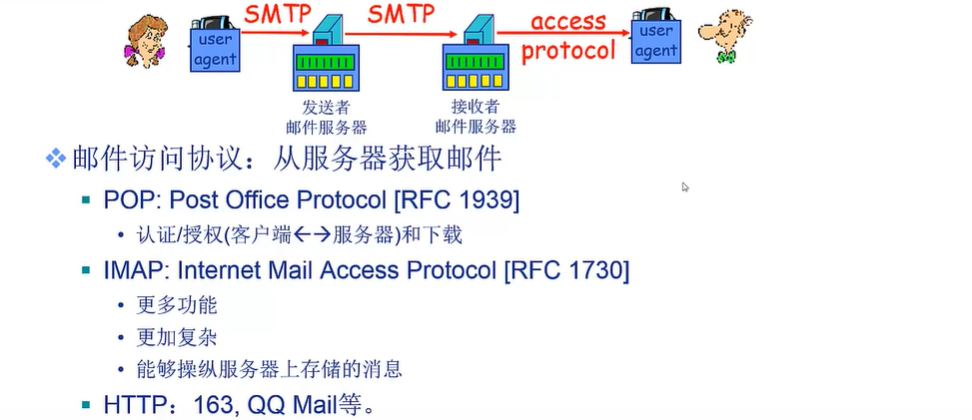 SMTP SMTP access protocol
user agent
user agent
发送者
邮件服务器
接收者
邮件服务器
邮件访问协议：从服务器获取邮件
POP: Post Office Protocol [RFC 1939]
认证/授权(客户端←→服务器)和下载
IMAP: Internet Mail Access Protocol [RFC 1730]
更多功能
更加复杂
能够操纵服务器上存储的消息
HTTP：163, QQ Mail等。